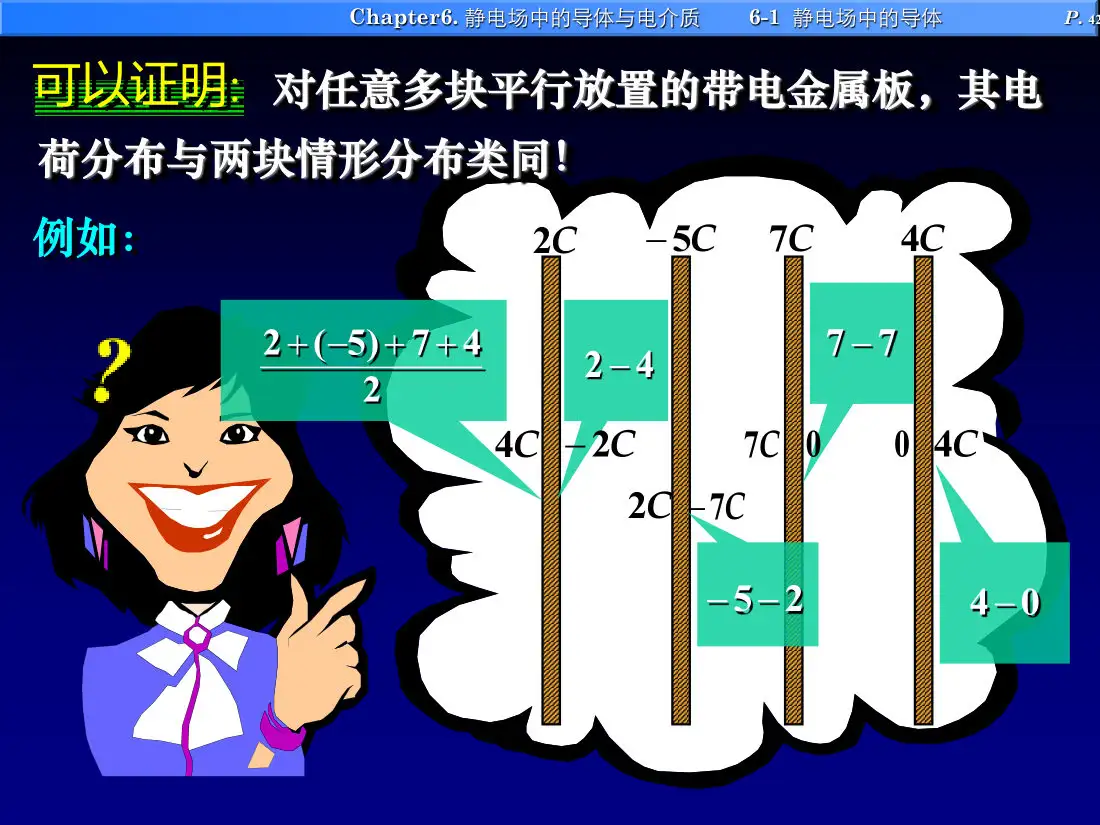 Chapter6. 静电场中的导体与电介质 6-1 静电场中的导体 P. 42
可以证明: 对任意多块平行放置的带电金属板，其电
荷分布与两块情形分布类同！
例如：
2C －5C 7C 4C
?
2+(−5)+7+4
2
2−4
7−7
4C −2C 7C 0 0 4C
2C −7C
−5−2
4−0